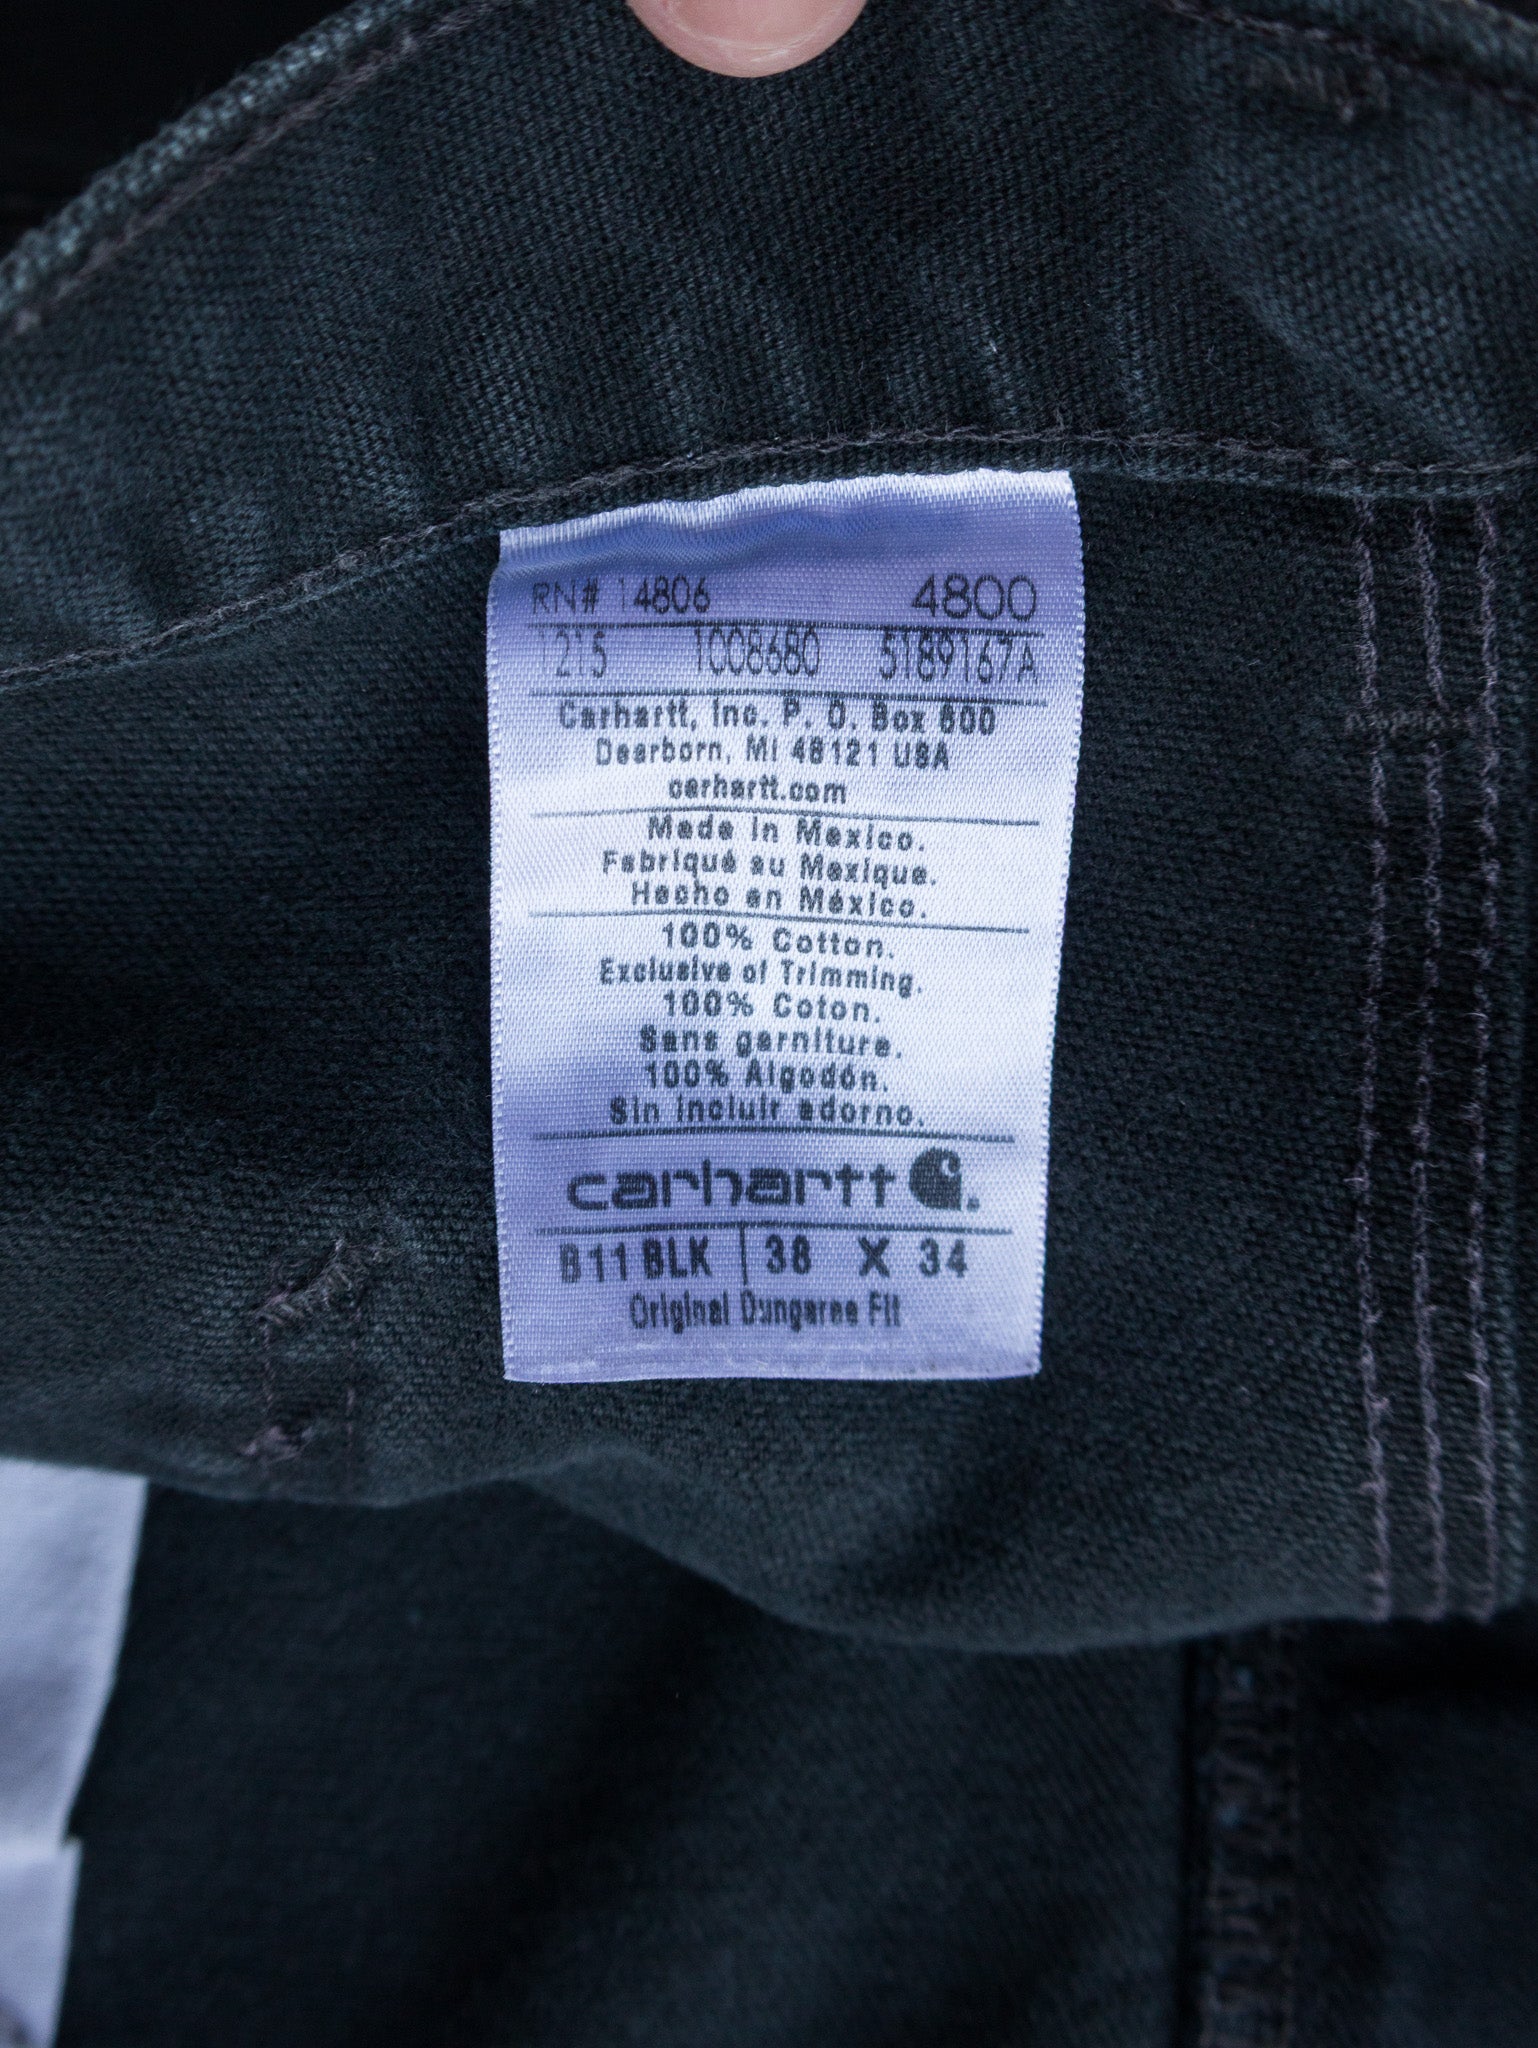 RN# 14806 4800
1215 1008680 5189167A
Carhartt, Inc. P. O. Box 600
Dearborn, MI 48121 USA
carhartt.com
Made in Mexico.
Fabriqué au Mexique.
Hecho en México.
100% Cotton.
Exclusive of Trimming.
100% Coton.
Sans garniture.
100% Algodón.
Sin incluir adorno.
carhartt
B11 BLK 38 X 34
Original Dungaree Fit